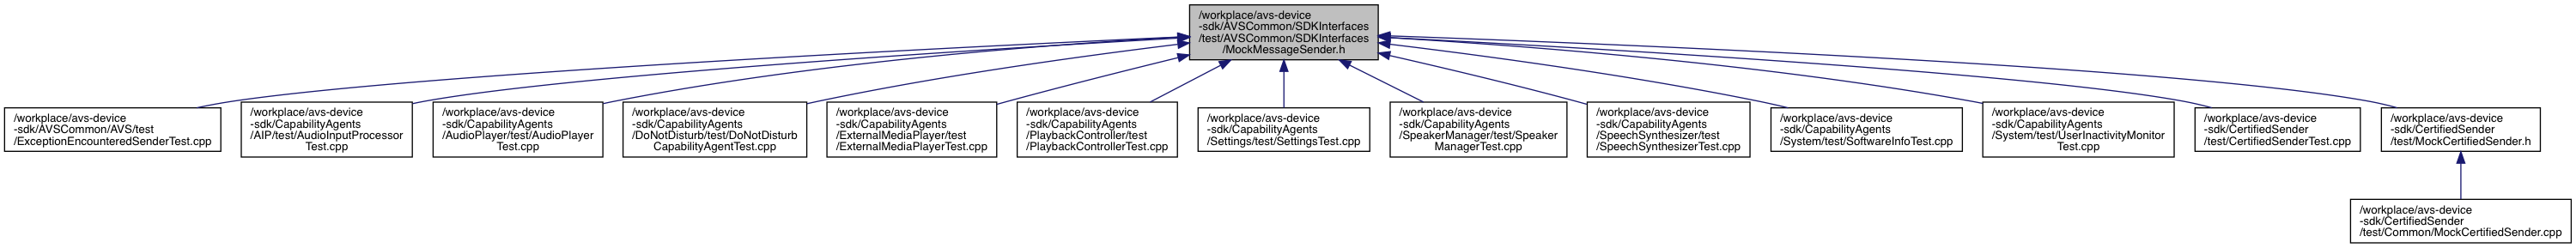 /workplace/avs-device
-sdk/AVSCommon/SDKInterfaces
/test/AVSCommon/SDKInterfaces
/MockMessageSender.h
/workplace/avs-device
-sdk/AVSCommon/AVS/test
/ExceptionEncounteredSenderTest.cpp
/workplace/avs-device
-sdk/CapabilityAgents
/AIP/test/AudioInputProcessor
Test.cpp
/workplace/avs-device
-sdk/CapabilityAgents
/AudioPlayer/test/AudioPlayer
Test.cpp
/workplace/avs-device
-sdk/CapabilityAgents
/DoNotDisturb/test/DoNotDisturb
CapabilityAgentTest.cpp
/workplace/avs-device
-sdk/CapabilityAgents
/ExternalMediaPlayer/test
/ExternalMediaPlayerTest.cpp
/workplace/avs-device
-sdk/CapabilityAgents
/PlaybackController/test
/PlaybackControllerTest.cpp
/workplace/avs-device
-sdk/CapabilityAgents
/Settings/test/SettingsTest.cpp
/workplace/avs-device
-sdk/CapabilityAgents
/SpeakerManager/test/Speaker
ManagerTest.cpp
/workplace/avs-device
-sdk/CapabilityAgents
/SpeechSynthesizer/test
/SpeechSynthesizerTest.cpp
/workplace/avs-device
-sdk/CapabilityAgents
/System/test/SoftwareInfoTest.cpp
/workplace/avs-device
-sdk/CapabilityAgents
/System/test/UserInactivityMonitor
Test.cpp
/workplace/avs-device
-sdk/CertifiedSender
/test/CertifiedSenderTest.cpp
/workplace/avs-device
-sdk/CertifiedSender
/test/MockCertifiedSender.h
/workplace/avs-device
-sdk/CertifiedSender
/test/Common/MockCertifiedSender.cpp